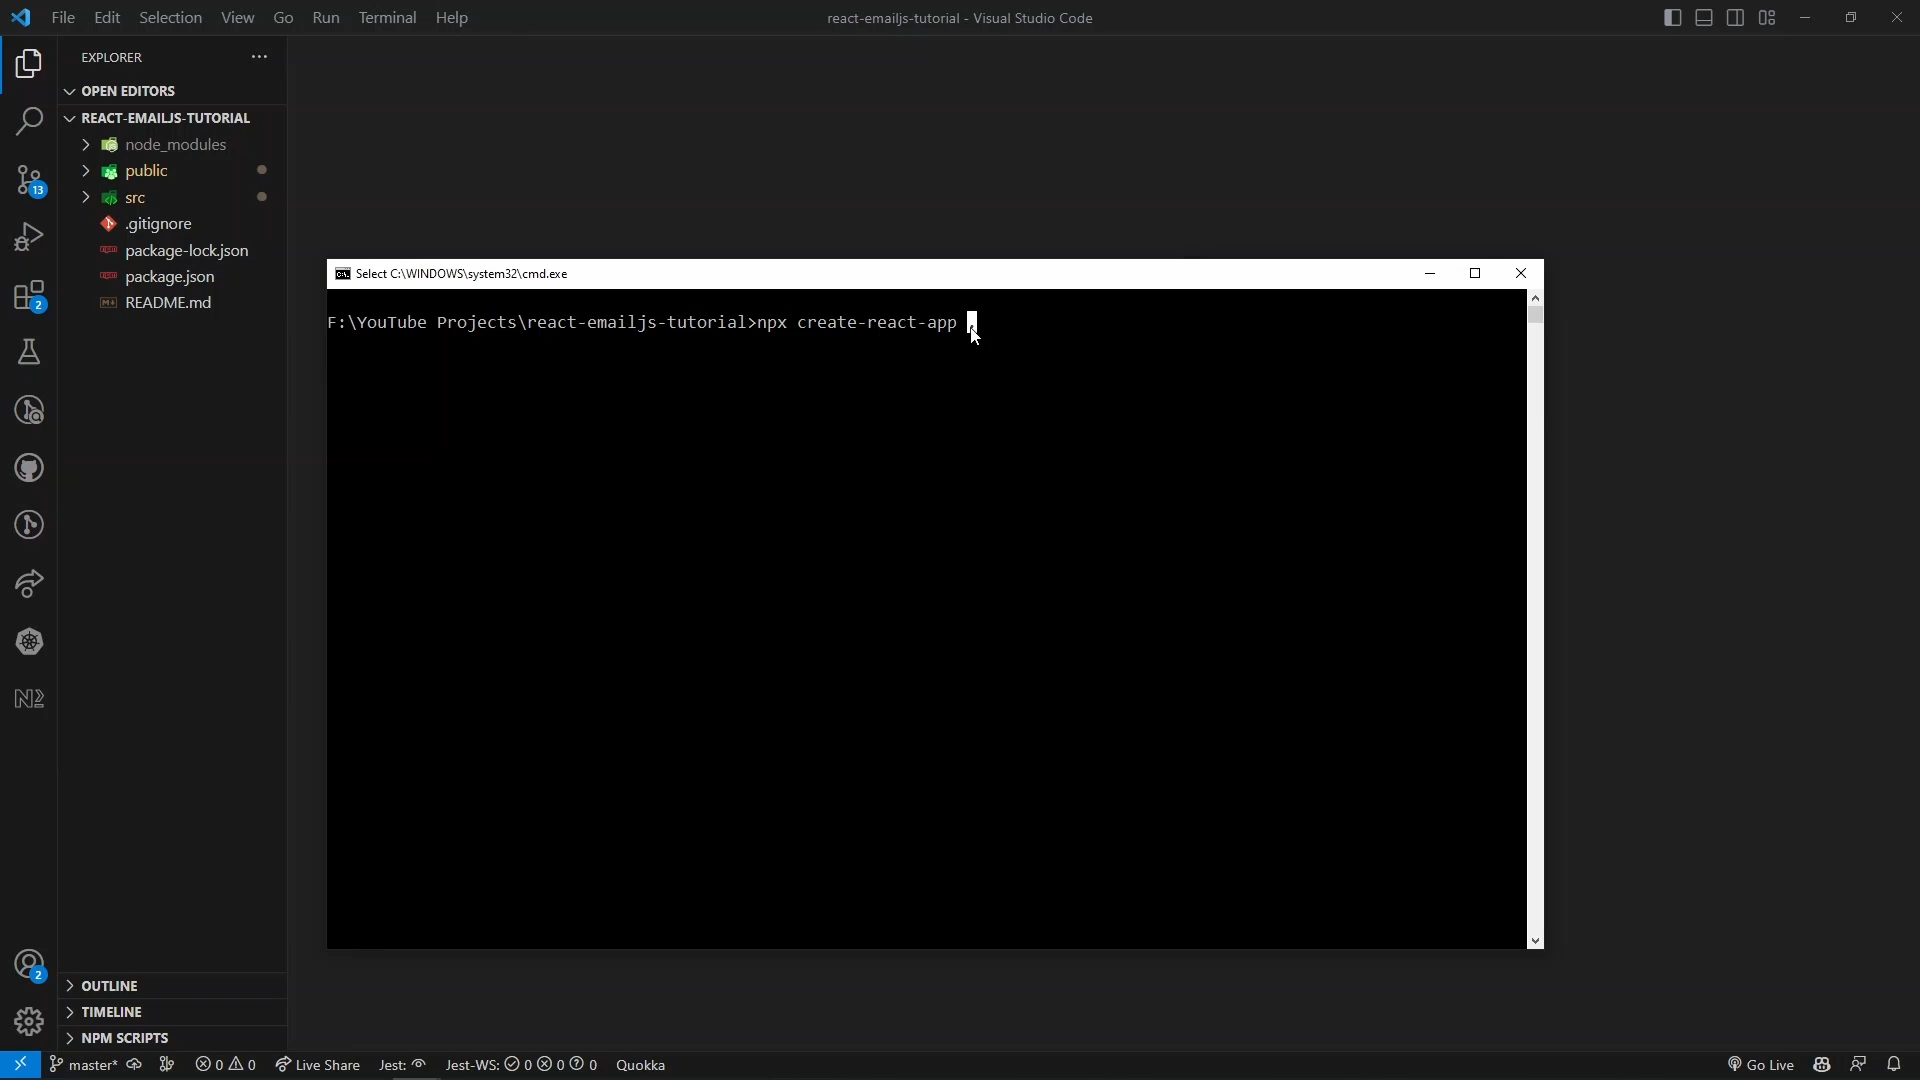 File Edit Selection View Go Run Terminal Help
react-emailjs-tutorial - Visual Studio Code
EXPLORER
OPEN EDITORS
REACT-EMAILJS-TUTORIAL
node_modules
public
src
.gitignore
package-lock.json
package.json
README.md
13
2
Select C:\WINDOWS\system32\cmd.exe
F:\YouTube Projects\react-emailjs-tutorial>npx create-react-app .
2
OUTLINE
TIMELINE
NPM SCRIPTS
master* 0 0 Live Share Jest: Jest-WS: 0 0 0 Quokka Go Live